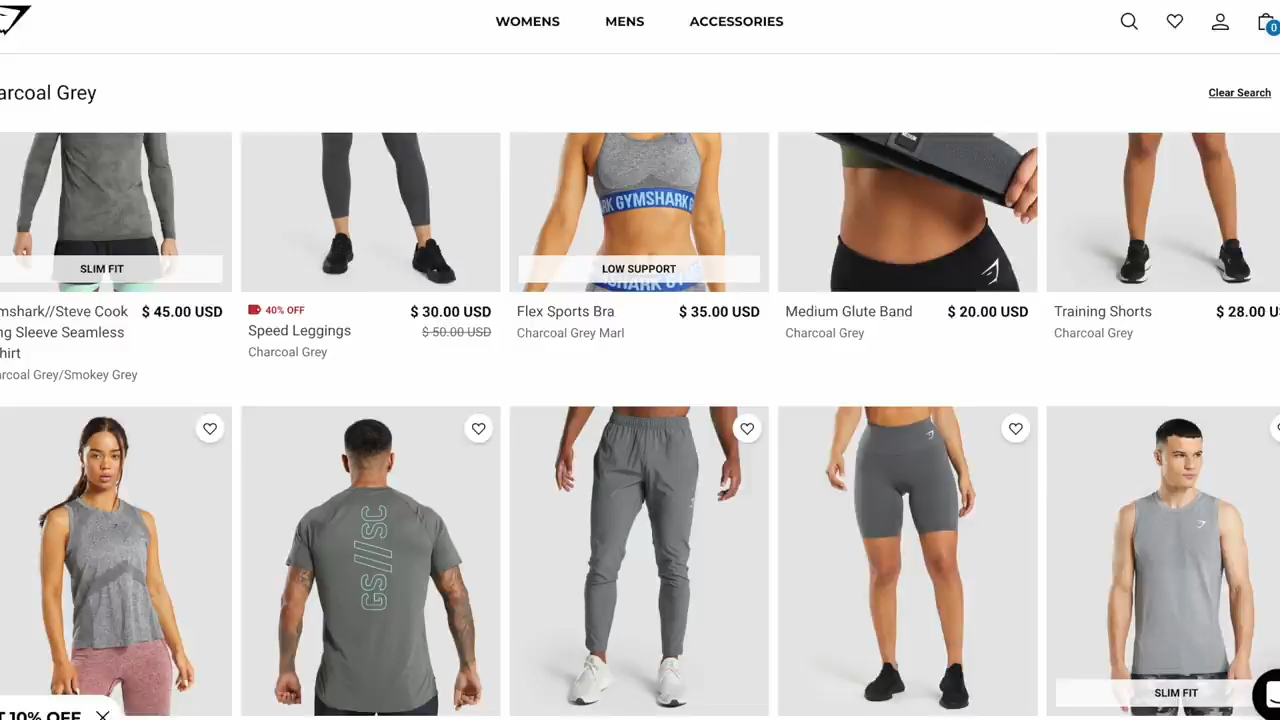 WOMENS MENS ACCESSORIES
0
arcoal Grey
Clear Search
RK GYMSHARK G
SLIM FIT
LOW SUPPORT
mshark//Steve Cook $ 45.00 USD
ng Sleeve Seamless
hirt
arcoal Grey/Smokey Grey
40% OFF
Speed Leggings $ 30.00 USD
$ 50.00 USD
Charcoal Grey
Flex Sports Bra $ 35.00 USD
Charcoal Grey Marl
Medium Glute Band $ 20.00 USD
Charcoal Grey
Training Shorts $ 28.00 U
Charcoal Grey
GS//SC
SLIM FIT
T 10% OFF